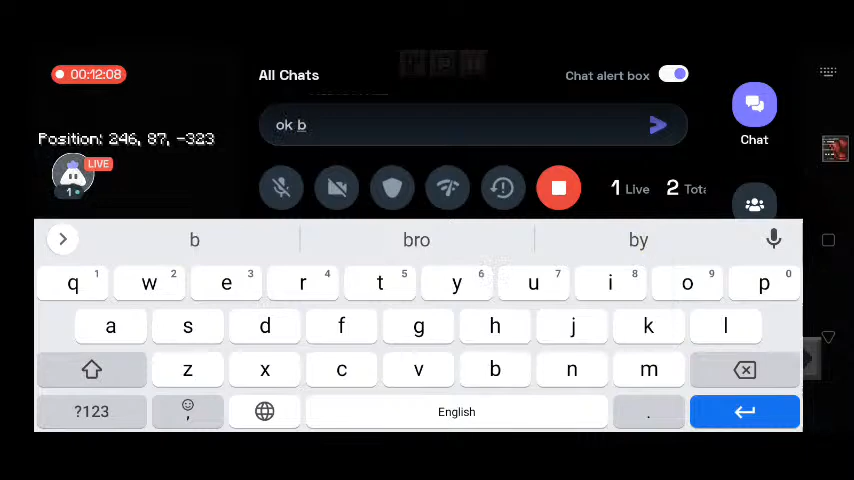 00:12:08
All Chats
Chat alert box
ok b
Position: 246, 87, -323
LIVE
1
Chat
1 Live 2 Tota
b bro by
q 1 w 2 e 3 r 4 t 5 y 6 u 7 i 8 o 9 p 0
a s d f g h j k l
z x c v b n m
?123 , English .